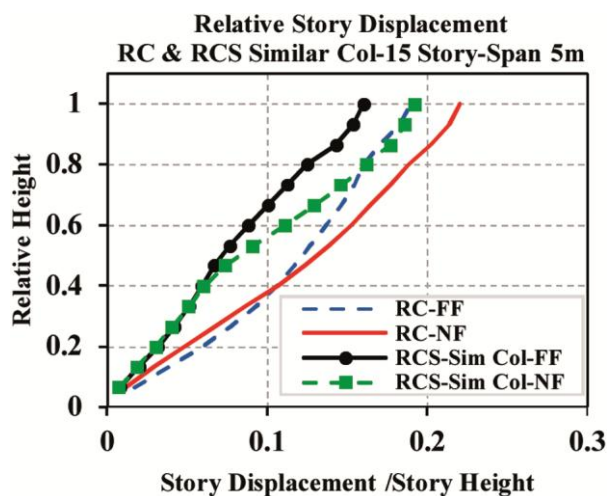 Relative Story Displacement
RC & RCS Similar Col-15 Story-Span 5m
Relative Height
1
0.8
0.6
0.4
0.2
0
RC-FF
RC-NF
RCS-Sim Col-FF
RCS-Sim Col-NF
0 0.1 0.2 0.3
Story Displacement /Story Height